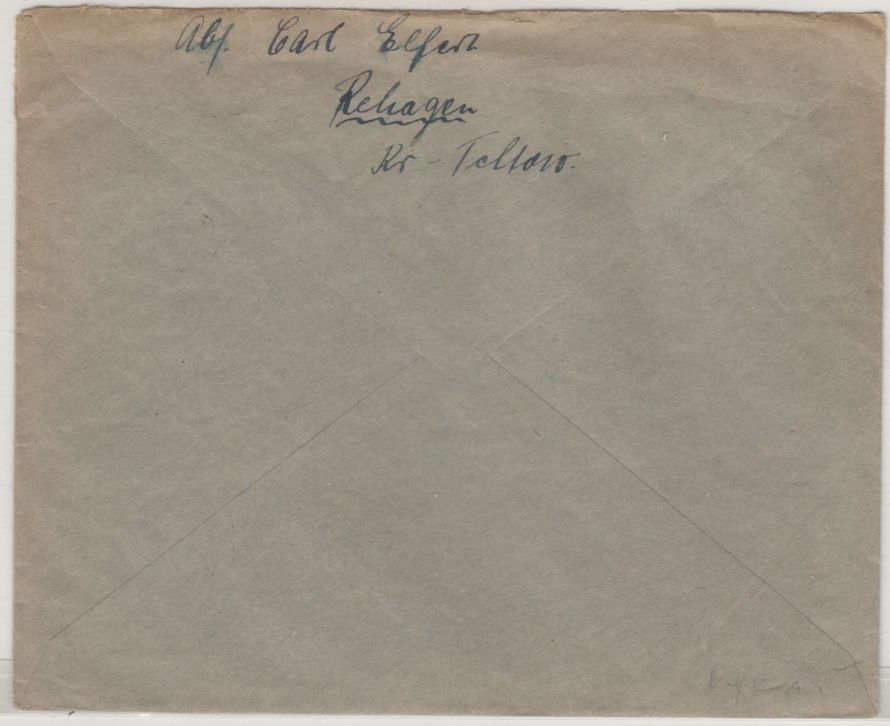 Abs. Carl Elfert
Rehagen
Kr - Teltow.